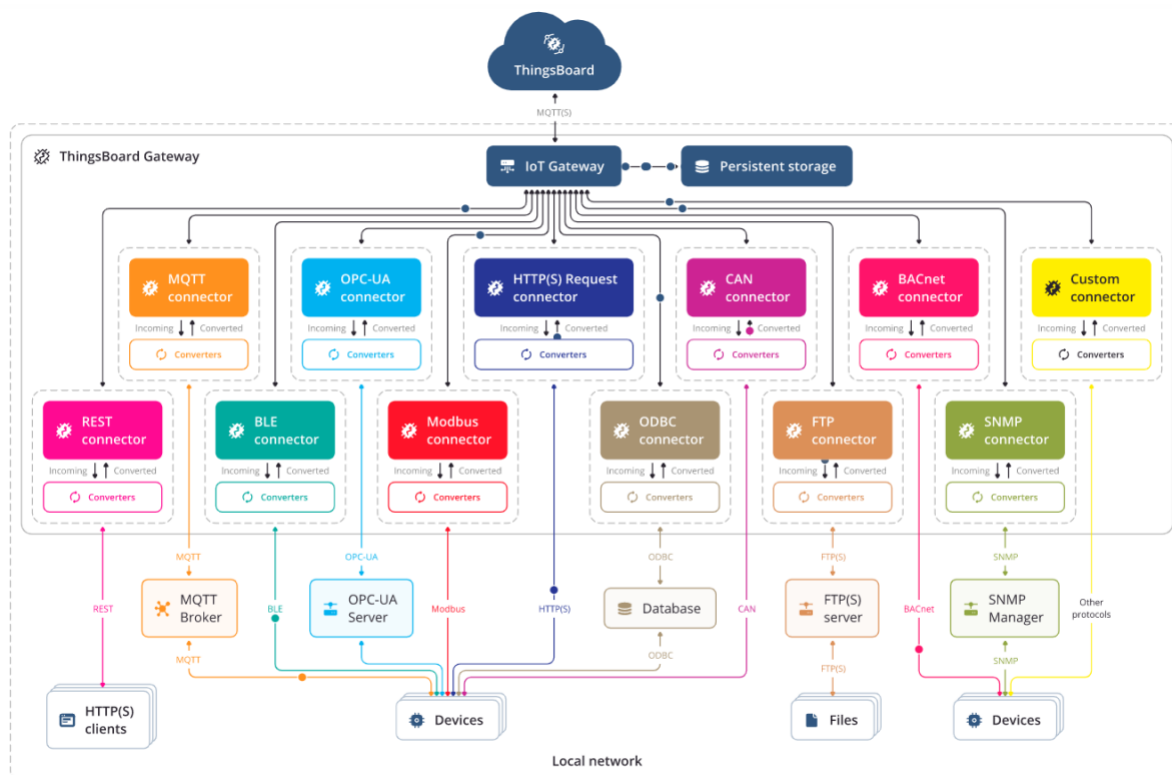 ThingsBoard
MQTT(S)
ThingsBoard Gateway
IoT Gateway
Persistent storage
MQTT
connector
OPC-UA
connector
HTTP(S) Request
connector
CAN
connector
BACnet
connector
Custom
connector
Incoming Converted
Incoming Converted
Incoming Converted
Incoming Converted
Incoming Converted
Incoming Converted
Converters
Converters
Converters
Converters
Converters
Converters
REST
connector
BLE
connector
Modbus
connector
ODBC
connector
FTP
connector
SNMP
connector
Incoming Converted
Incoming Converted
Incoming Converted
Incoming Converted
Incoming Converted
Incoming Converted
Converters
Converters
Converters
Converters
Converters
Converters
MQTT
OPC-UA
ODBC
FTP(S)
SNMP
REST
MQTT
Broker
BLE
OPC-UA
Server
Modbus
HTTP(S)
Database
CAN
FTP(S)
server
BACnet
SNMP
Manager
Other
protocols
MQTT
ODBC
FTP(S)
SNMP
HTTP(S)
clients
Devices
Files
Devices
Local network